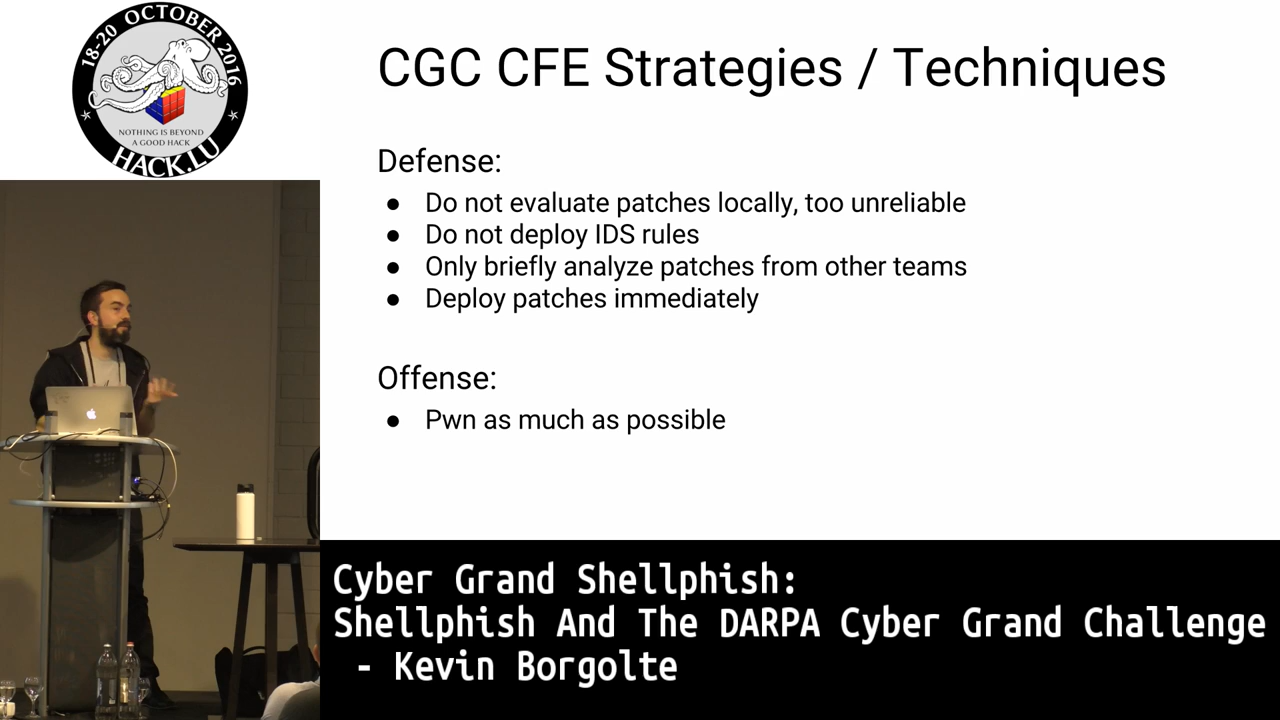 18-20 OCTOBER 2016
NOTHING IS BEYOND
A GOOD HACK
HACK.LU
CGC CFE Strategies / Techniques
Defense:
● Do not evaluate patches locally, too unreliable
● Do not deploy IDS rules
● Only briefly analyze patches from other teams
● Deploy patches immediately
Offense:
● Pwn as much as possible
Cyber Grand Shellphish:
Shellphish And The DARPA Cyber Grand Challenge
- Kevin Borgolte